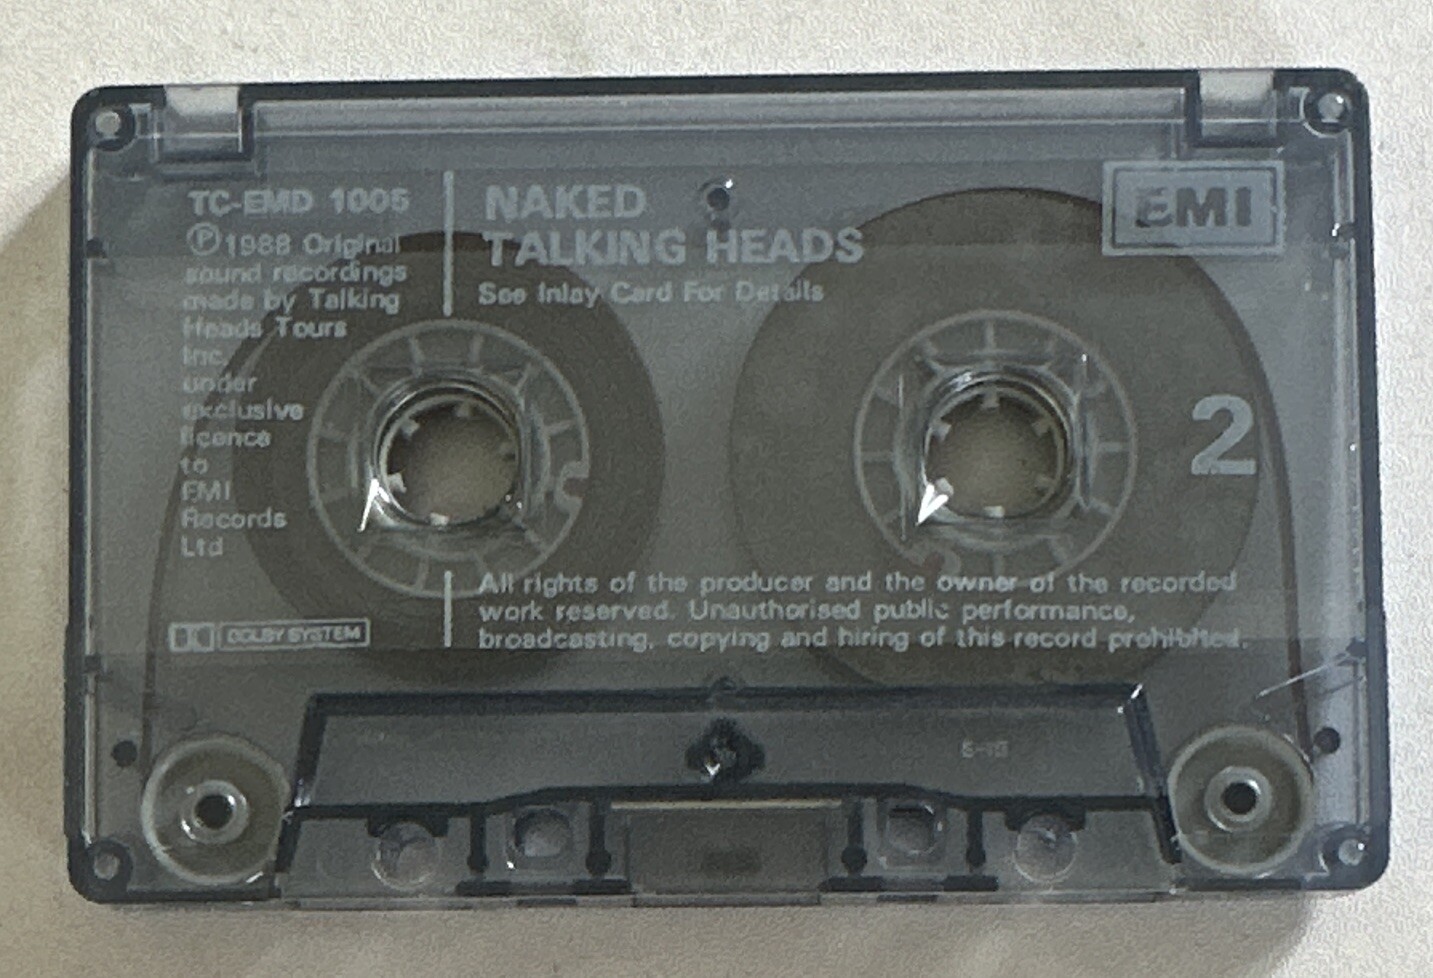 TC-EMD 1005
℗ 1988 Original
sound recordings
made by Talking
Heads Tours
Inc.
under
exclusive
licence
to
EMI
Records
Ltd
DOLBY SYSTEM
NAKED
TALKING HEADS
See Inlay Card For Details
EMI
2
All rights of the producer and the owner of the recorded
work reserved. Unauthorised public performance,
broadcasting, copying and hiring of this record prohibited.